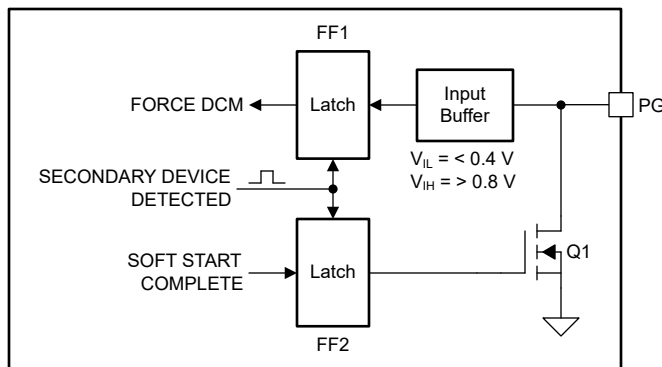 FF1
FORCE DCM
Latch
Input
Buffer
PG
VIL = < 0.4 V
VIH = > 0.8 V
SECONDARY DEVICE
DETECTED
SOFT START
COMPLETE
Latch
Q1
FF2